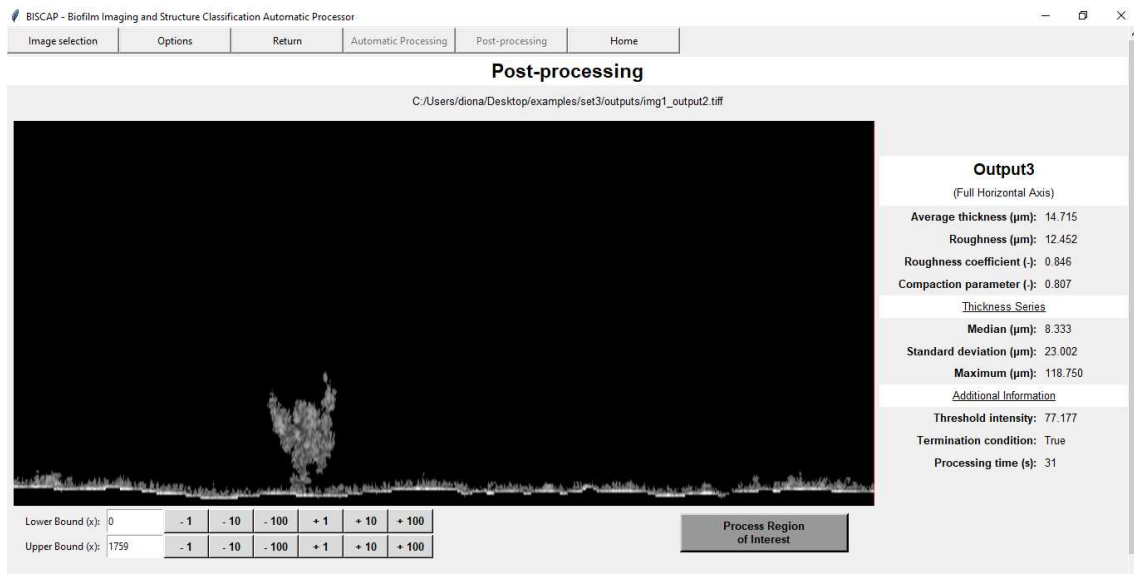 BISCAP - Biofilm Imaging and Structure Classification Automatic Processor
Image selection Options Return Automatic Processing Post-processing Home
Post-processing
C:/Users/diona/Desktop/examples/set3/outputs/img1_output2.tiff
Output3
(Full Horizontal Axis)
Average thickness (µm): 14.715
Roughness (µm): 12.452
Roughness coefficient (-): 0.846
Compaction parameter (-): 0.807
Thickness Series
Median (µm): 8.333
Standard deviation (µm): 23.002
Maximum (µm): 118.750
Additional Information
Threshold intensity: 77.177
Termination condition: True
Processing time (s): 31
Lower Bound (x): 0 - 1 - 10 - 100 + 1 + 10 + 100
Upper Bound (x): 1759 - 1 - 10 - 100 + 1 + 10 + 100
Process Region
of Interest